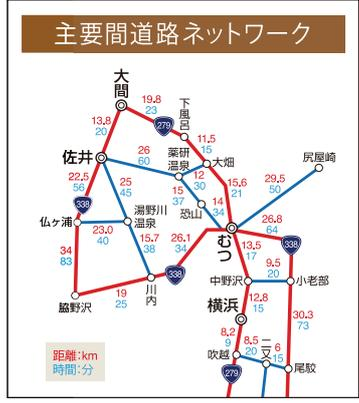 主要間道路ネットワーク
大間
19.8
23
下風呂
13.8
20
279
11.5
15
佐井
26
60
薬研
温泉
大畑
尻屋崎
12
30
29.5
50
22.5
56
338
25
45
15
37
恐山
14
34
15.6
21
仏ヶ浦
23.0
40
湯野川
温泉
26.1
34
むつ
26.8
64
338
34
83
15.7
38
338
13.5
17
9.5
20
川内
中野沢
小老部
脇野沢
19
25
横浜
12.8
15
30.3
73
距離:km
時間:分
8.2
9
8.5
20
二又
6
15
吹越
尾駮
279